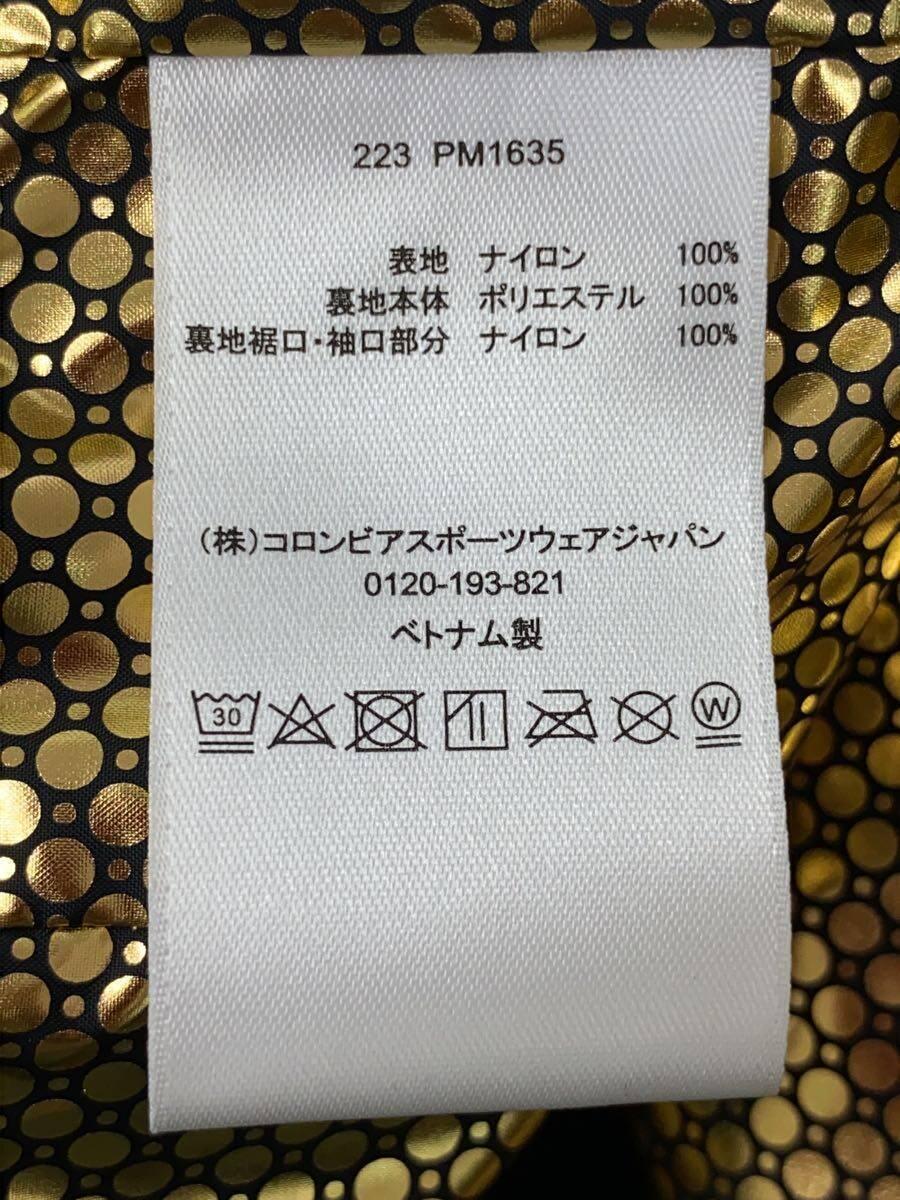 223 PM1635
表地 ナイロン 100%
裏地本体 ポリエステル 100%
裏地裾口・袖口部分 ナイロン 100%
(株)コロンビアスポーツウェアジャパン
0120-193-821
ベトナム製
30 W